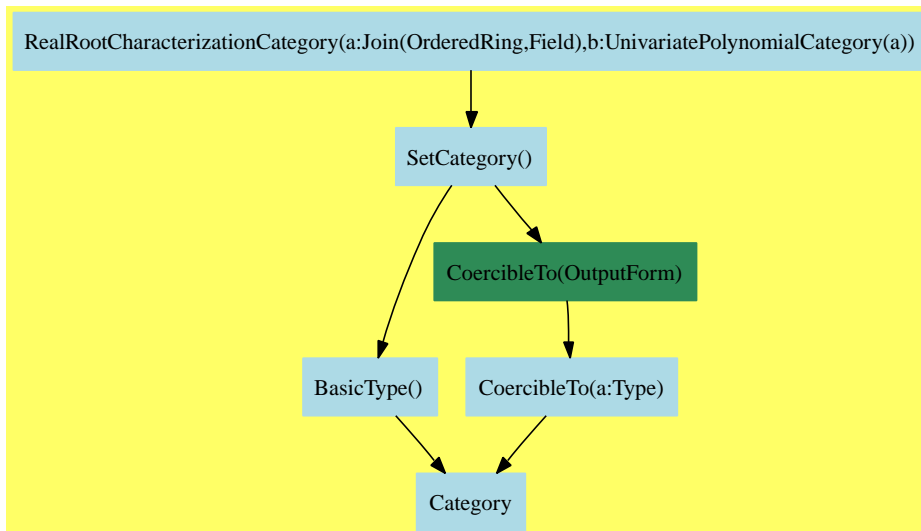 RealRootCharacterizationCategory(a:Join(OrderedRing,Field),b:UnivariatePolynomialCategory(a))
SetCategory()
CoercibleTo(OutputForm)
BasicType()
CoercibleTo(a:Type)
Category